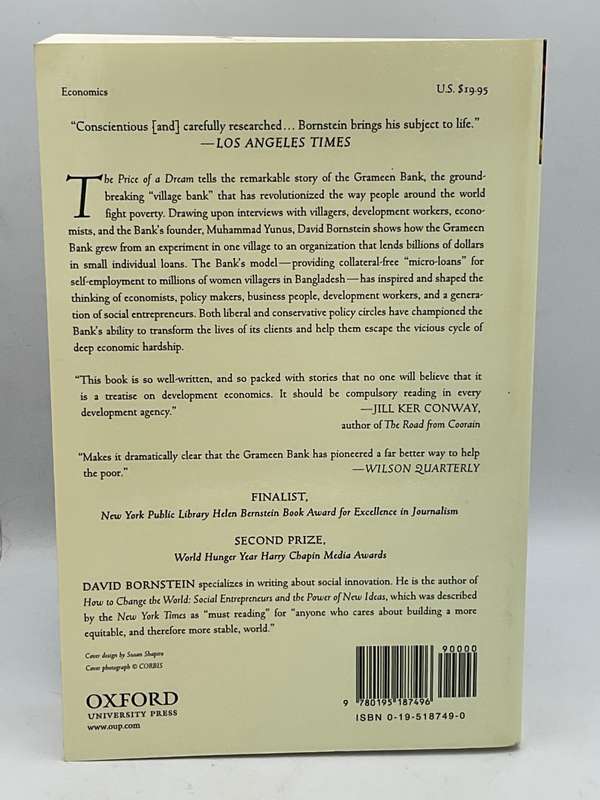 Economics
U.S. $19.95
“Conscientious [and] carefully researched… Bornstein brings his subject to life.”
—LOS ANGELES TIMES
The Price of a Dream tells the remarkable story of the Grameen Bank, the ground-
breaking “village bank” that has revolutionized the way people around the world
fight poverty. Drawing upon interviews with villagers, development workers, econo-
mists, and the Bank’s founder, Muhammad Yunus, David Bornstein shows how the Grameen
Bank grew from an experiment in one village to an organization that lends billions of dollars
in small individual loans. The Bank’s model—providing collateral-free “micro-loans” for
self-employment to millions of women villagers in Bangladesh—has inspired and shaped the
thinking of economists, policy makers, business people, development workers, and a genera-
tion of social entrepreneurs. Both liberal and conservative policy circles have championed the
Bank’s ability to transform the lives of its clients and help them escape the vicious cycle of
deep economic hardship.
“This book is so well-written, and so packed with stories that no one will believe that it
is a treatise on development economics. It should be compulsory reading in every
development agency.”
—JILL KER CONWAY,
author of The Road from Coorain
“Makes it dramatically clear that the Grameen Bank has pioneered a far better way to help
the poor.”
—WILSON QUARTERLY
FINALIST,
New York Public Library Helen Bernstein Book Award for Excellence in Journalism
SECOND PRIZE,
World Hunger Year Harry Chapin Media Awards
DAVID BORNSTEIN specializes in writing about social innovation. He is the author of
How to Change the World: Social Entrepreneurs and the Power of New Ideas, which was described
by the New York Times as “must reading” for “anyone who cares about building a more
equitable, and therefore more stable, world.”
Cover design by Susan Shapiro
Cover photograph © CORBIS
OXFORD
UNIVERSITY PRESS
www.oup.com
90000
9 780195 187496
ISBN 0-19-518749-0